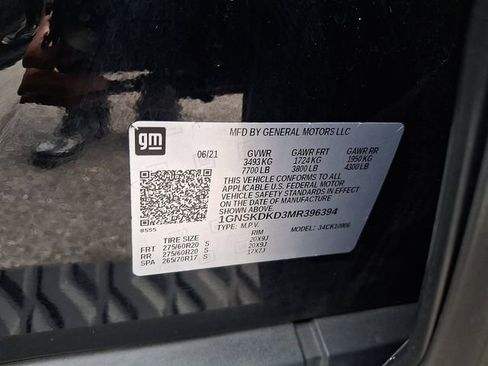 gm
MFD BY GENERAL MOTORS LLC
06/21 GVWR GAWR FRT GAWR RR
3493 KG 1724 KG 1950 KG
7700 LB 3800 LB 4300 LB
THIS VEHICLE CONFORMS TO ALL
APPLICABLE U.S. FEDERAL MOTOR
VEHICLE SAFETY STANDARDS IN EFFECT
ON THE DATE OF MANUFACTURE
SHOWN ABOVE.
1GNSKDKD3MR396394
8555 TYPE: M.P.V. MODEL:
TIRE SIZE RIM
FRT 275/60R20 S 20X9J
RR 275/60R20 S 20X9J
SPA 265/70R17 S 17X7J